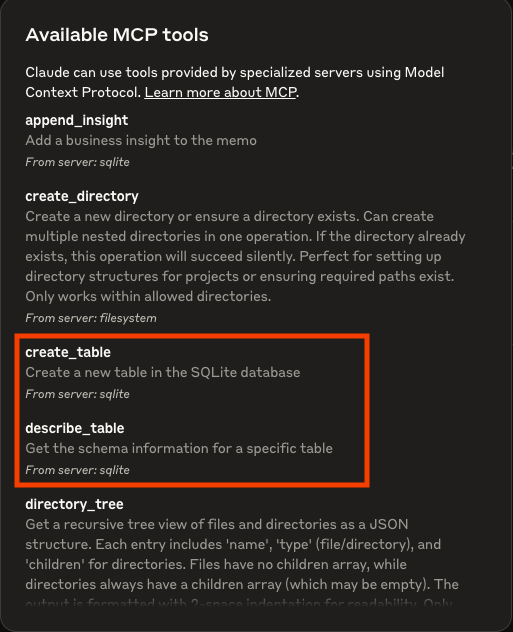 Available MCP tools
Claude can use tools provided by specialized servers using Model
Context Protocol. Learn more about MCP.
append_insight
Add a business insight to the memo
From server: sqlite
create_directory
Create a new directory or ensure a directory exists. Can create
multiple nested directories in one operation. If the directory already
exists, this operation will succeed silently. Perfect for setting up
directory structures for projects or ensuring required paths exist.
Only works within allowed directories.
From server: filesystem
create_table
Create a new table in the SQLite database
From server: sqlite
describe_table
Get the schema information for a specific table
From server: sqlite
directory_tree
Get a recursive tree view of files and directories as a JSON
structure. Each entry includes 'name', 'type' (file/directory), and
'children' for directories. Files have no children array, while
directories always have a children array (which may be empty). The
output is formatted with 2-space indentation for readability. Only